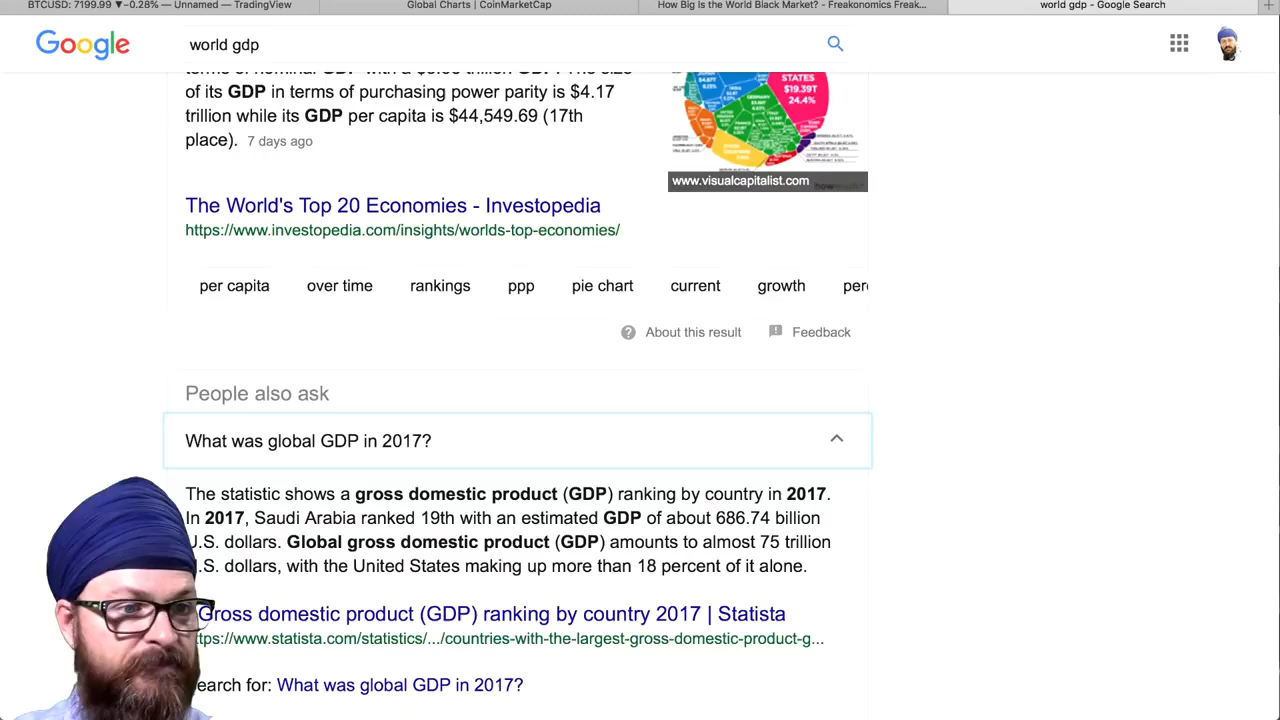 BTCUSD: 7199.99 ▼−0.28% — Unnamed — TradingView
Global Charts | CoinMarketCap
How Big Is the World Black Market? - Freakonomics Freak...
world gdp - Google Search
Google
world gdp
of its GDP in terms of purchasing power parity is $4.17
trillion while its GDP per capita is $44,549.69 (17th
place). 7 days ago
STATES
$19.39T
24.4%
www.visualcapitalist.com
The World's Top 20 Economies - Investopedia
https://www.investopedia.com/insights/worlds-top-economies/
per capita
over time
rankings
ppp
pie chart
current
growth
per
About this result
Feedback
People also ask
What was global GDP in 2017?
The statistic shows a gross domestic product (GDP) ranking by country in 2017.
In 2017, Saudi Arabia ranked 19th with an estimated GDP of about 686.74 billion
U.S. dollars. Global gross domestic product (GDP) amounts to almost 75 trillion
.S. dollars, with the United States making up more than 18 percent of it alone.
Gross domestic product (GDP) ranking by country 2017 | Statista
tps://www.statista.com/statistics/.../countries-with-the-largest-gross-domestic-product-g...
earch for: What was global GDP in 2017?